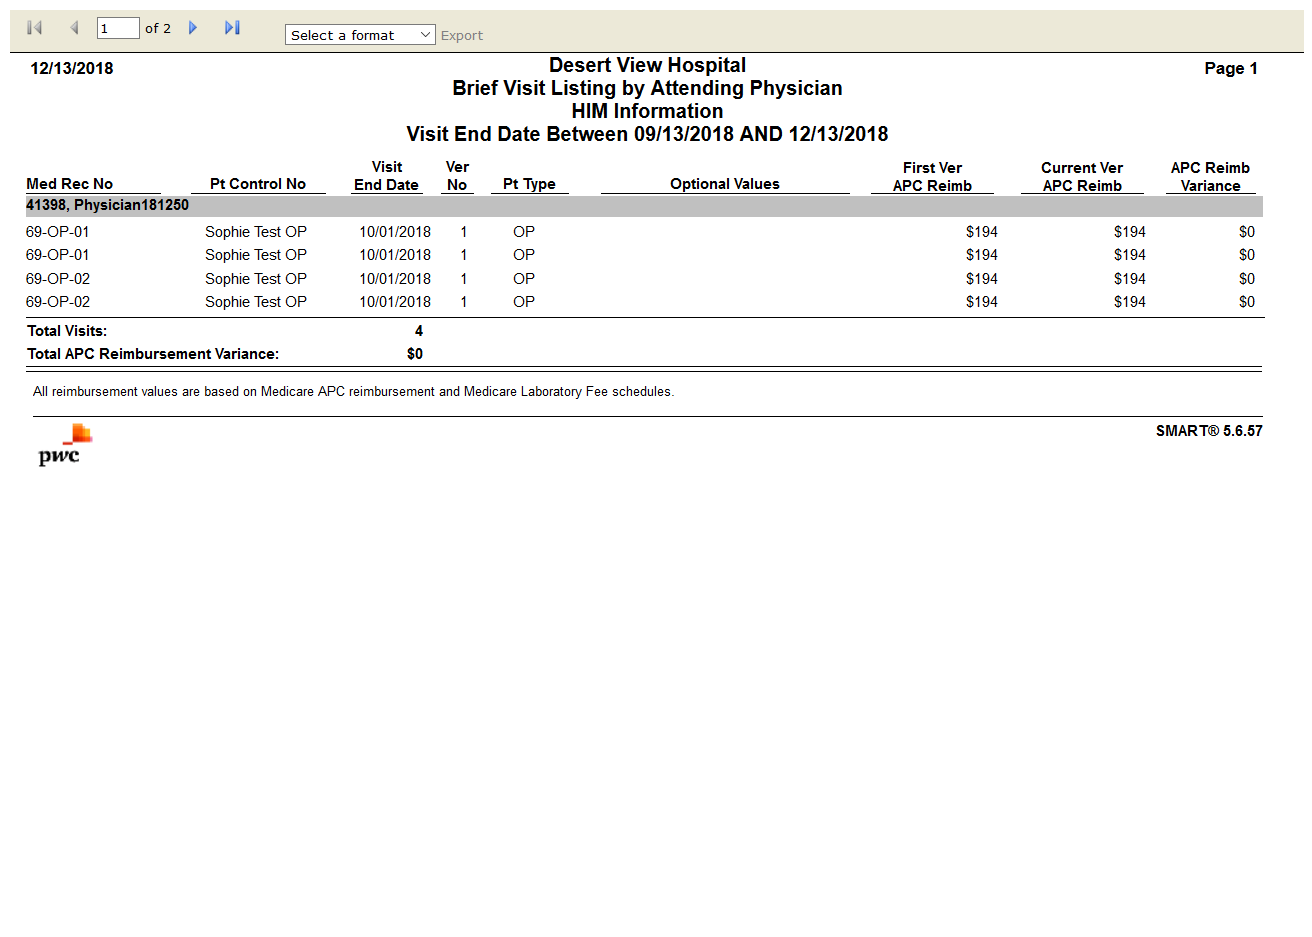 1 of 2 Select a format Export
12/13/2018 Desert View Hospital Page 1
Brief Visit Listing by Attending Physician
HIM Information
Visit End Date Between 09/13/2018 AND 12/13/2018
Visit Ver First Ver Current Ver APC Reimb
Med Rec No Pt Control No End Date No Pt Type Optional Values APC Reimb APC Reimb Variance
41398, Physician181250
69-OP-01 Sophie Test OP 10/01/2018 1 OP $194 $194 $0
69-OP-01 Sophie Test OP 10/01/2018 1 OP $194 $194 $0
69-OP-02 Sophie Test OP 10/01/2018 1 OP $194 $194 $0
69-OP-02 Sophie Test OP 10/01/2018 1 OP $194 $194 $0
Total Visits: 4
Total APC Reimbursement Variance: $0
All reimbursement values are based on Medicare APC reimbursement and Medicare Laboratory Fee schedules.
SMART® 5.6.57
pwc